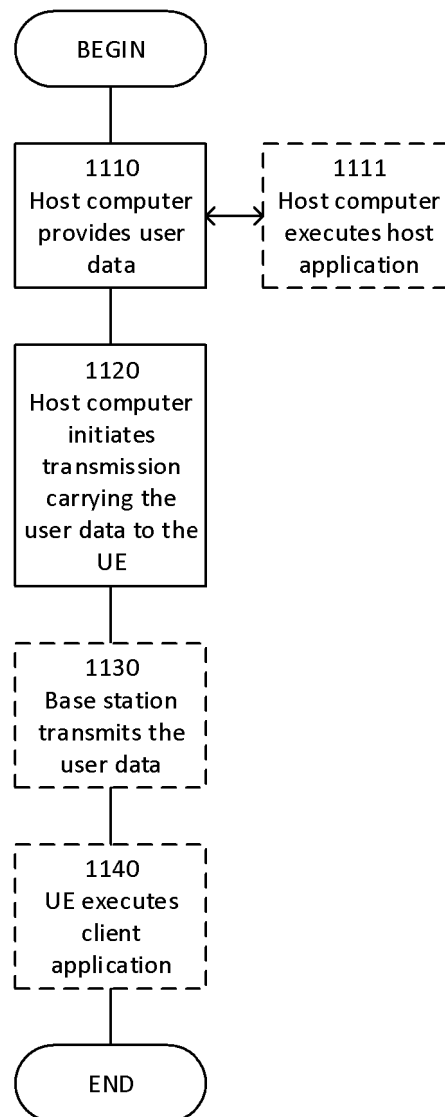 BEGIN
1110
Host computer
provides user
data
1111
Host computer
executes host
application
1120
Host computer
initiates
transmission
carrying the
user data to the
UE
1130
Base station
transmits the
user data
1140
UE executes
client
application
END